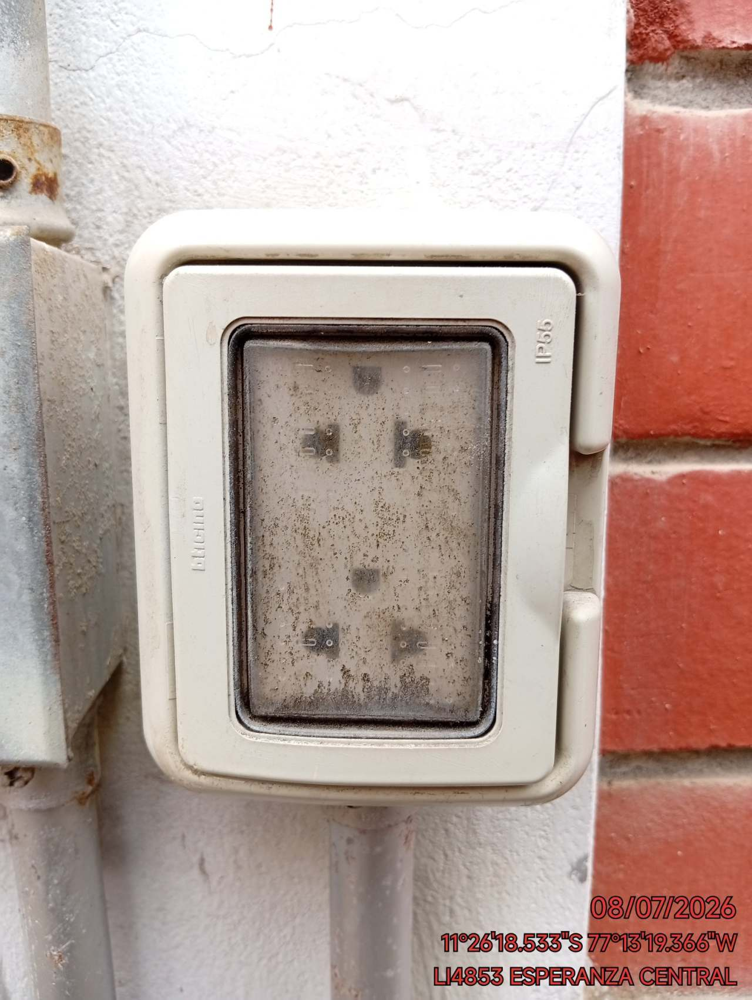 IP55
bticino
08/07/2026
11°26'18.533"S 77°13'19.366"W
LI4853 ESPERANZA CENTRAL